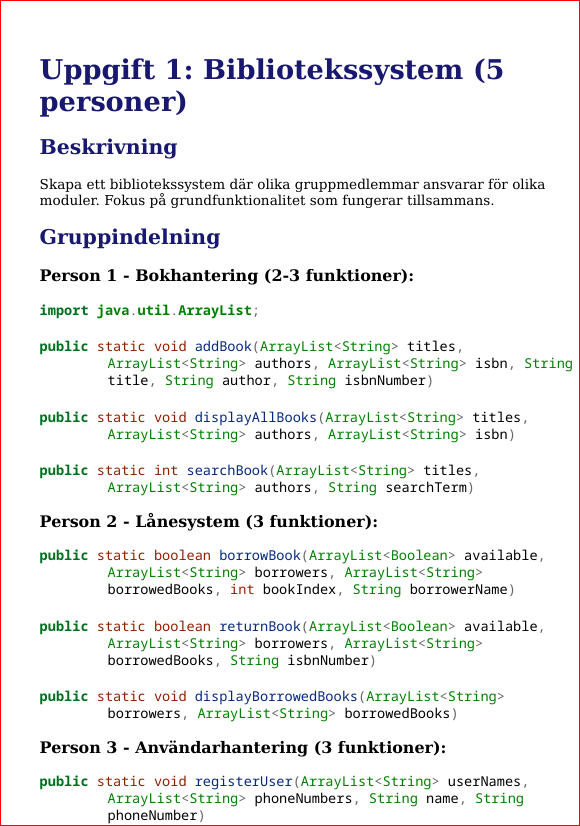 Uppgift 1: Bibliotekssystem (5
personer)
Beskrivning
Skapa ett bibliotekssystem där olika gruppmedlemmar ansvarar för olika
moduler. Fokus på grundfunktionalitet som fungerar tillsammans.
Gruppindelning
Person 1 - Bokhantering (2-3 funktioner):
import java.util.ArrayList;
public static void addBook(ArrayList<String> titles,
ArrayList<String> authors, ArrayList<String> isbn, String
title, String author, String isbnNumber)
public static void displayAllBooks(ArrayList<String> titles,
ArrayList<String> authors, ArrayList<String> isbn)
public static int searchBook(ArrayList<String> titles,
ArrayList<String> authors, String searchTerm)
Person 2 - Lånesystem (3 funktioner):
public static boolean borrowBook(ArrayList<Boolean> available,
ArrayList<String> borrowers, ArrayList<String>
borrowedBooks, int bookIndex, String borrowerName)
public static boolean returnBook(ArrayList<Boolean> available,
ArrayList<String> borrowers, ArrayList<String>
borrowedBooks, String isbnNumber)
public static void displayBorrowedBooks(ArrayList<String>
borrowers, ArrayList<String> borrowedBooks)
Person 3 - Användarhantering (3 funktioner):
public static void registerUser(ArrayList<String> userNames,
ArrayList<String> phoneNumbers, String name, String
phoneNumber)